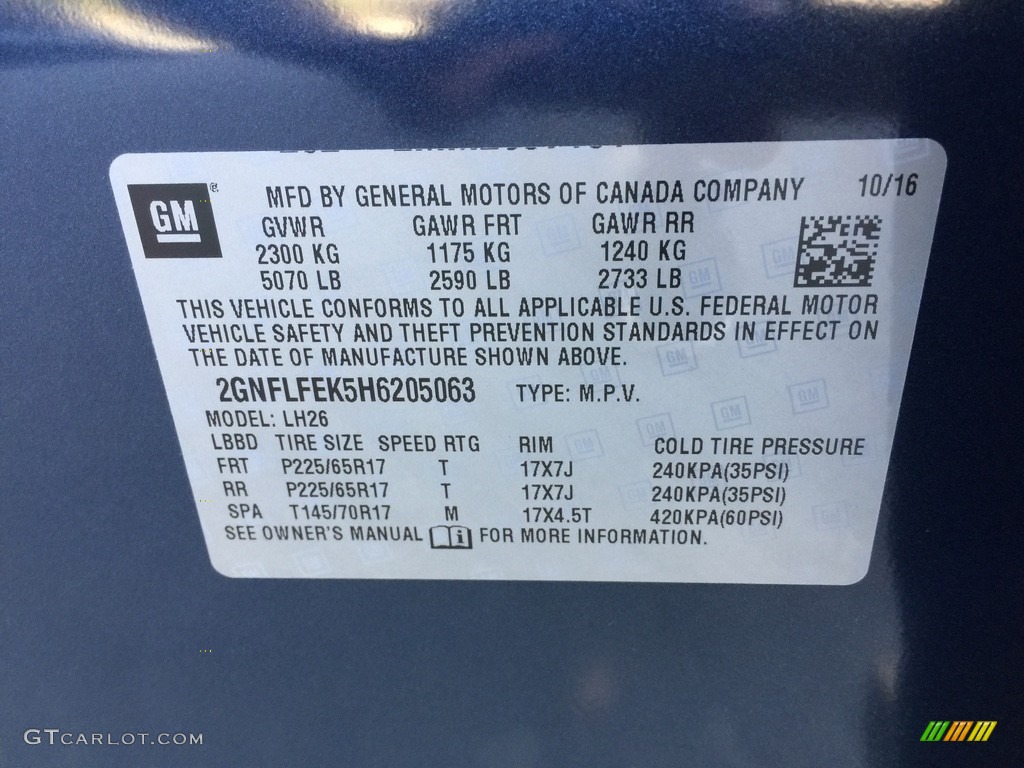 MFD BY GENERAL MOTORS OF CANADA COMPANY 10/16
GM
GVWR GAWR FRT GAWR RR
2300 KG 1175 KG 1240 KG
5070 LB 2590 LB 2733 LB
THIS VEHICLE CONFORMS TO ALL APPLICABLE U.S. FEDERAL MOTOR
VEHICLE SAFETY AND THEFT PREVENTION STANDARDS IN EFFECT ON
THE DATE OF MANUFACTURE SHOWN ABOVE.
2GNFLFEK5H6205063 TYPE: M.P.V.
MODEL: LH26
LBBD TIRE SIZE SPEED RTG RIM COLD TIRE PRESSURE
FRT P225/65R17 T 17X7J 240KPA(35PSI)
RR P225/65R17 T 17X7J 240KPA(35PSI)
SPA T145/70R17 M 17X4.5T 420KPA(60PSI)
SEE OWNER'S MANUAL FOR MORE INFORMATION.
GTCARLOT.COM